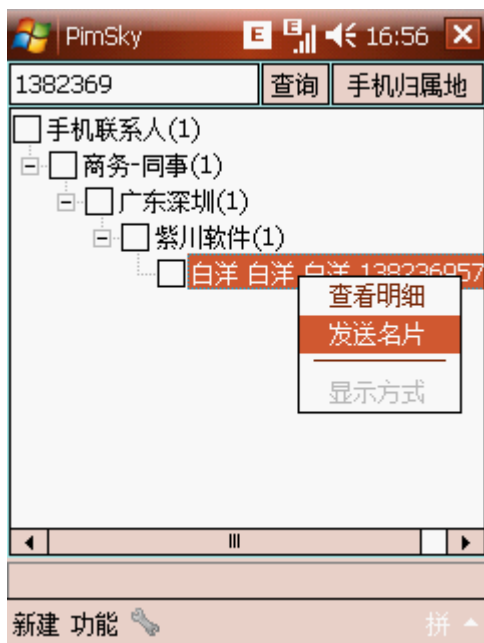 PimSky E E 16:56
1382369 查询 手机归属地
手机联系人(1)
商务-同事(1)
广东深圳(1)
紫川软件(1)
白洋 白洋 白洋 138236957
查看明细
发送名片
显示方式
新建 功能 拼